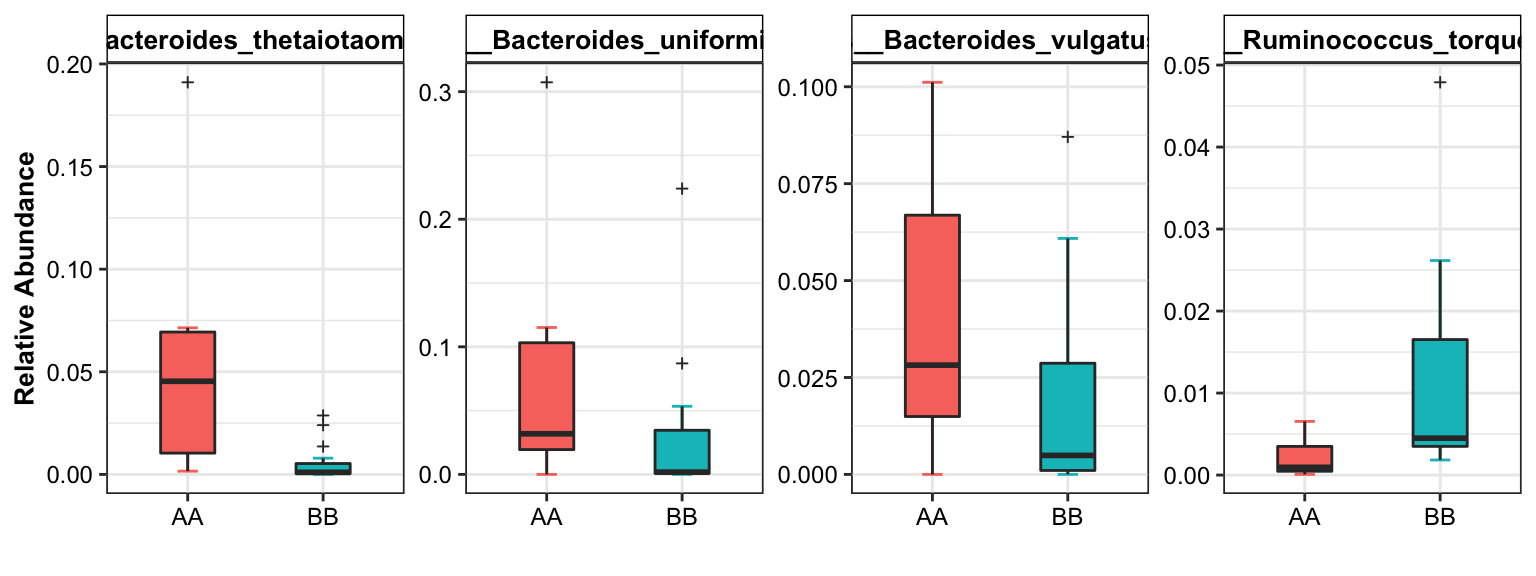 acteroides_thetaiotaom
__Bacteroides_uniformi
__Bacteroides_vulgatus
_Ruminococcus_torque
Relative Abundance
0.20
0.15
0.10
0.05
0.00
AA
BB
0.3
0.2
0.1
0.0
AA
BB
0.100
0.075
0.050
0.025
0.000
AA
BB
0.05
0.04
0.03
0.02
0.01
0.00
AA
BB